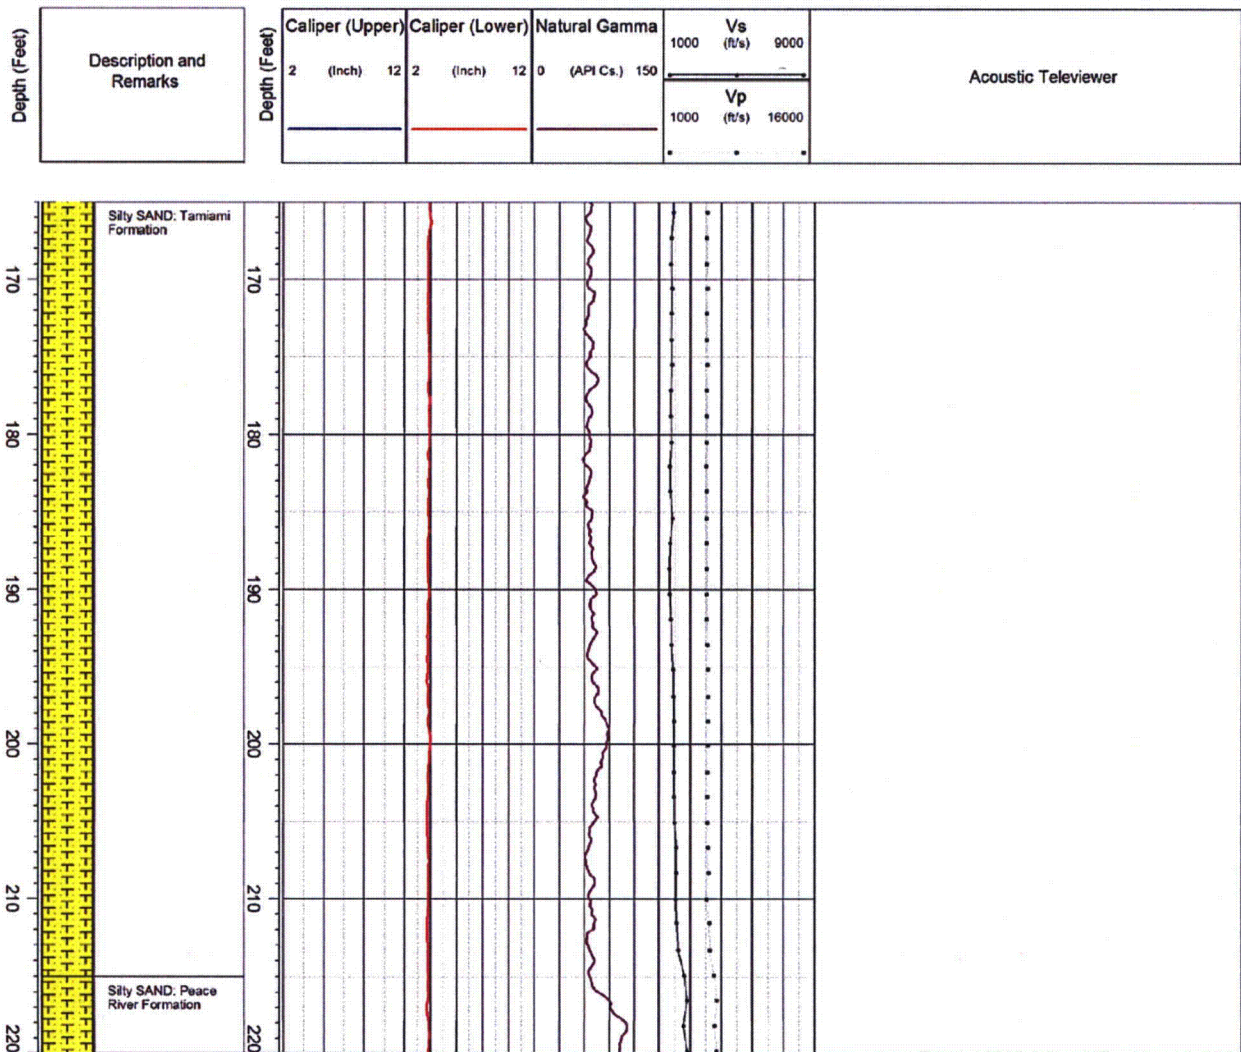 Depth (Feet)
Description and
Remarks
Depth (Feet)
Caliper (Upper)
2 (Inch) 12
Caliper (Lower)
2 (Inch) 12
Natural Gamma
0 (API Cs.) 150
Vs
1000 (ft/s) 9000
Vp
1000 (ft/s) 16000
Acoustic Televiewer
Silty SAND: Tamiami
Formation
170
170
180
180
190
190
200
200
210
210
Silty SAND: Peace
River Formation
220
220